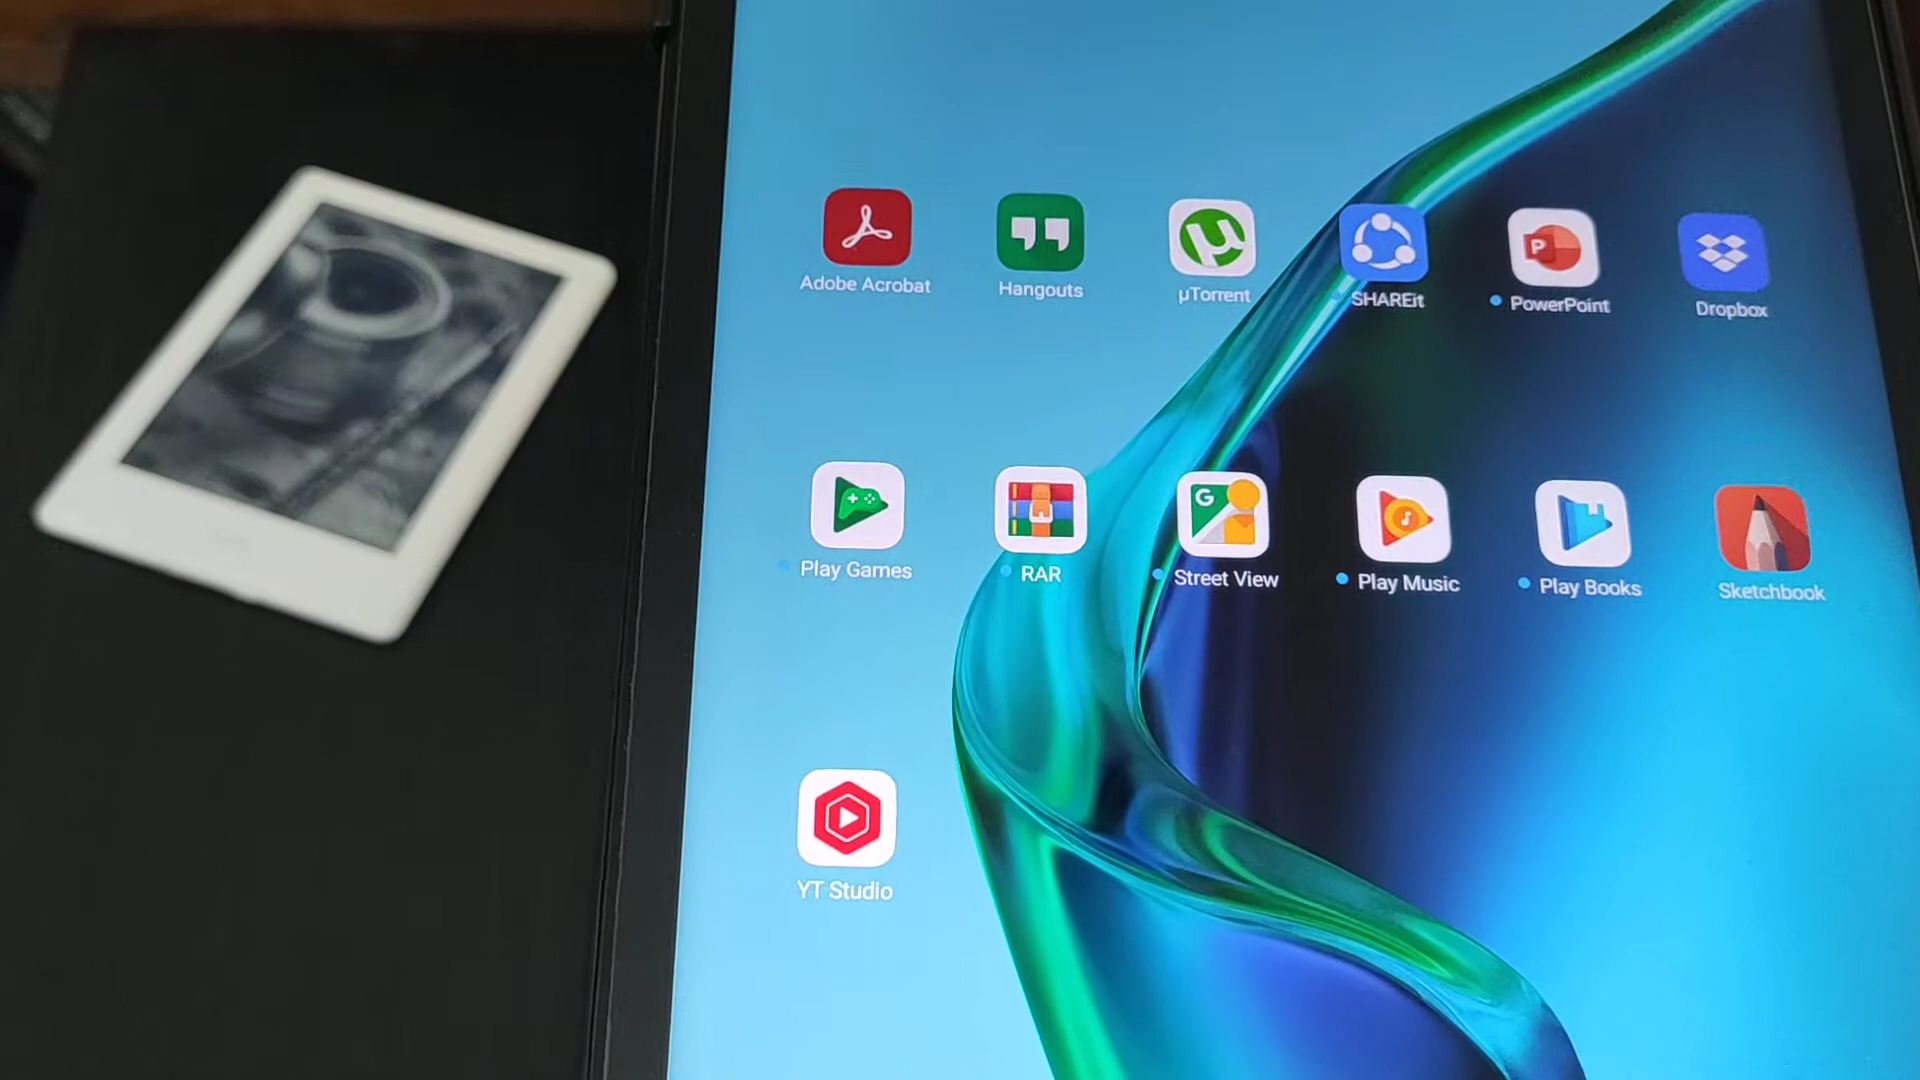 Adobe Acrobat
Hangouts
µTorrent
SHAREit
PowerPoint
Dropbox
Play Games
RAR
Street View
Play Music
Play Books
Sketchbook
YT Studio